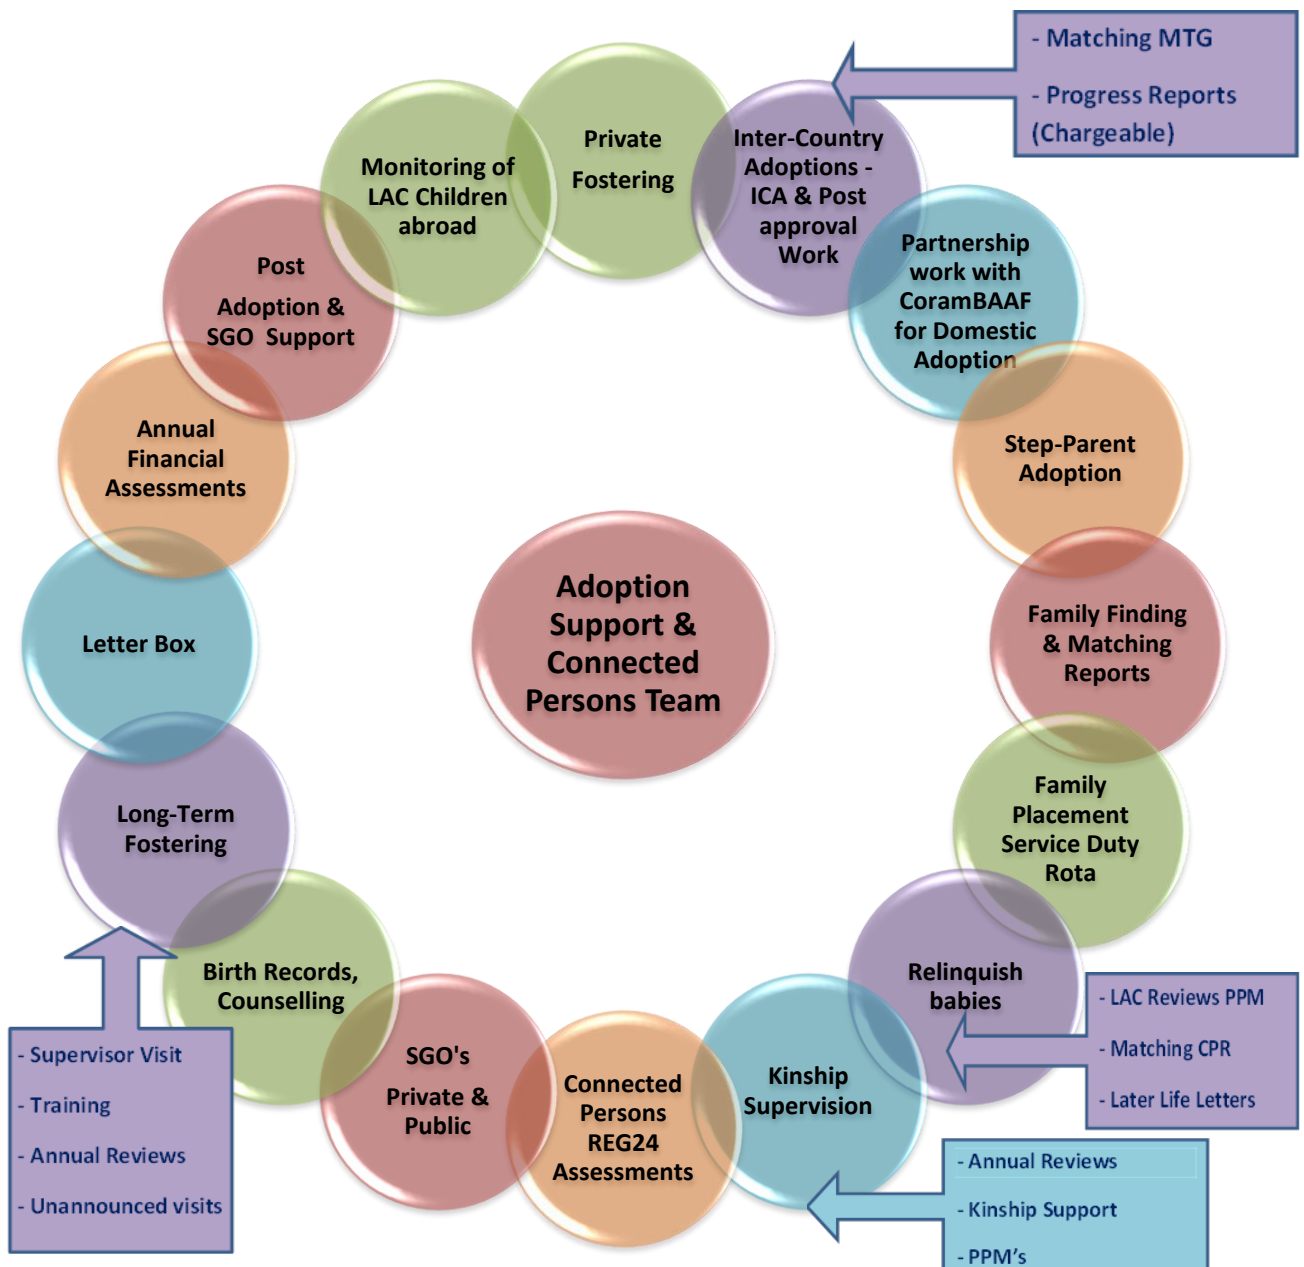 - Matching MTG
- Progress Reports
(Chargeable)
Private
Fostering
Inter-Country
Adoptions -
ICA & Post
approval
Work
Monitoring of
LAC Children
abroad
Partnership
work with
CoramBAAF
for Domestic
Adoption
Post
Adoption &
SGO Support
Step-Parent
Adoption
Annual
Financial
Assessments
Adoption
Support &
Connected
Persons Team
Family Finding
& Matching
Reports
Letter Box
Family
Placement
Service Duty
Rota
Long-Term
Fostering
Relinquish
babies
Birth Records,
Counselling
- LAC Reviews PPM
- Matching CPR
- Later Life Letters
- Supervisor Visit
- Training
- Annual Reviews
- Unannounced visits
SGO's
Private &
Public
Connected
Persons
REG24
Assessments
Kinship
Supervision
- Annual Reviews
- Kinship Support
- PPM's